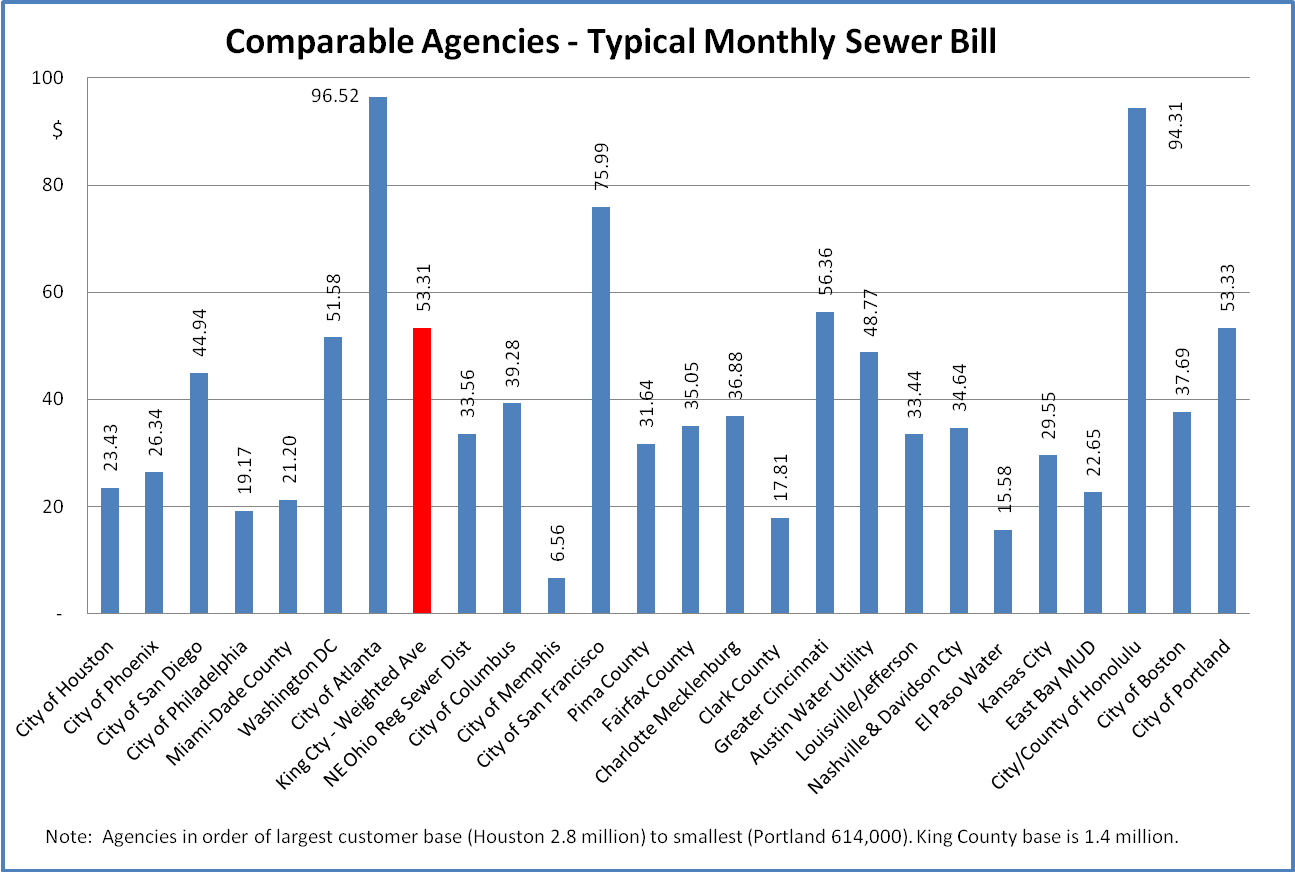 Comparable Agencies - Typical Monthly Sewer Bill
100
$
80
60
40
20
-
23.43
26.34
44.94
19.17
21.20
51.58
96.52
53.31
33.56
39.28
6.56
75.99
31.64
35.05
36.88
17.81
56.36
48.77
33.44
34.64
15.58
29.55
22.65
94.31
37.69
53.33
City of Houston
City of Phoenix
City of San Diego
City of Philadelphia
Miami-Dade County
Washington DC
City of Atlanta
King Cty - Weighted Ave
NE Ohio Reg Sewer Dist
City of Columbus
City of Memphis
City of San Francisco
Pima County
Fairfax County
Charlotte Mecklenburg
Clark County
Greater Cincinnati
Austin Water Utility
Louisville/Jefferson
Nashville & Davidson Cty
El Paso Water
Kansas City
East Bay MUD
City/County of Honolulu
City of Boston
City of Portland
Note:  Agencies in order of largest customer base (Houston 2.8 million) to smallest (Portland 614,000). King County base is 1.4 million.